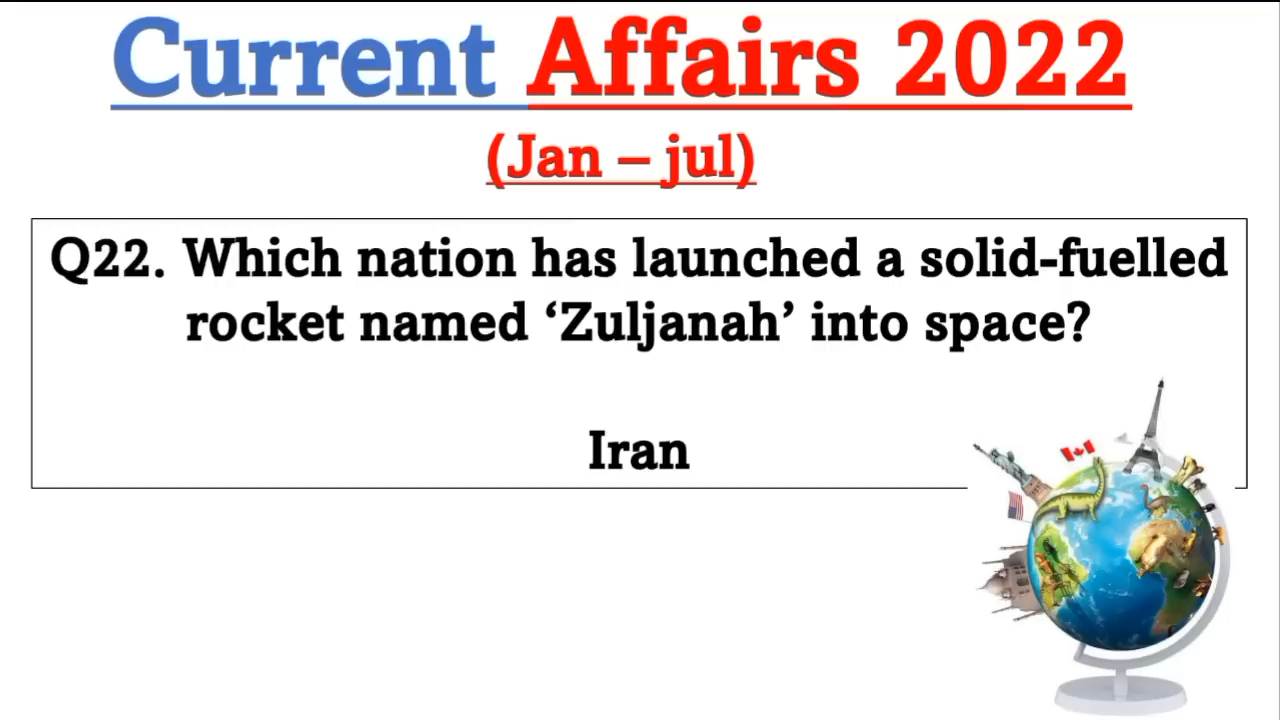 Current Affairs 2022
(Jan – jul)
Q22. Which nation has launched a solid-fuelled
rocket named ‘Zuljanah’ into space?
Iran